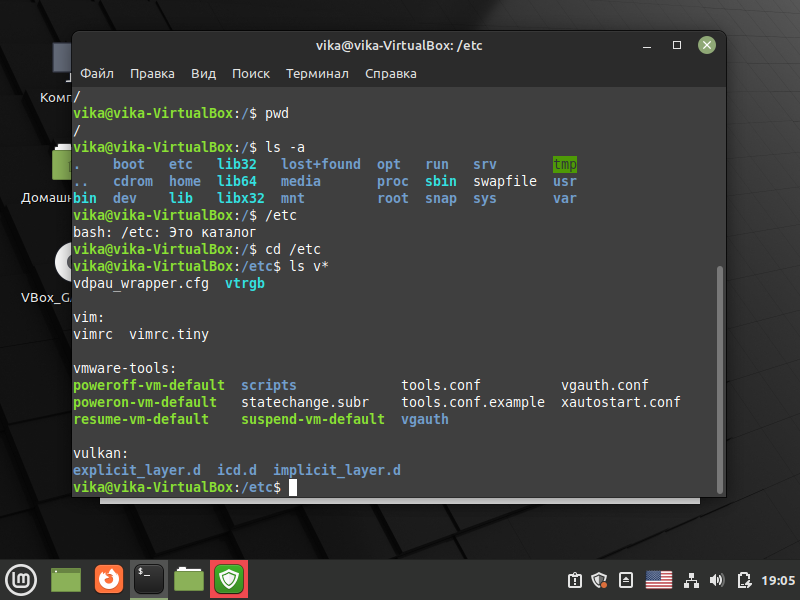 vika@vika-VirtualBox: /etc
Файл Правка Вид Поиск Терминал Справка
/
vika@vika-VirtualBox:/$ pwd
/
vika@vika-VirtualBox:/$ ls -a
. boot etc lib32 lost+found opt run srv tmp
.. cdrom home lib64 media proc sbin swapfile usr
bin dev lib libx32 mnt root snap sys var
vika@vika-VirtualBox:/$ /etc
bash: /etc: Это каталог
vika@vika-VirtualBox:/$ cd /etc
vika@vika-VirtualBox:/etc$ ls v*
vdpau_wrapper.cfg vtrgb
vim:
vimrc vimrc.tiny
vmware-tools:
poweroff-vm-default scripts tools.conf vgauth.conf
poweron-vm-default statechange.subr tools.conf.example xautostart.conf
resume-vm-default suspend-vm-default vgauth
vulkan:
explicit_layer.d icd.d implicit_layer.d
vika@vika-VirtualBox:/etc$
19:05